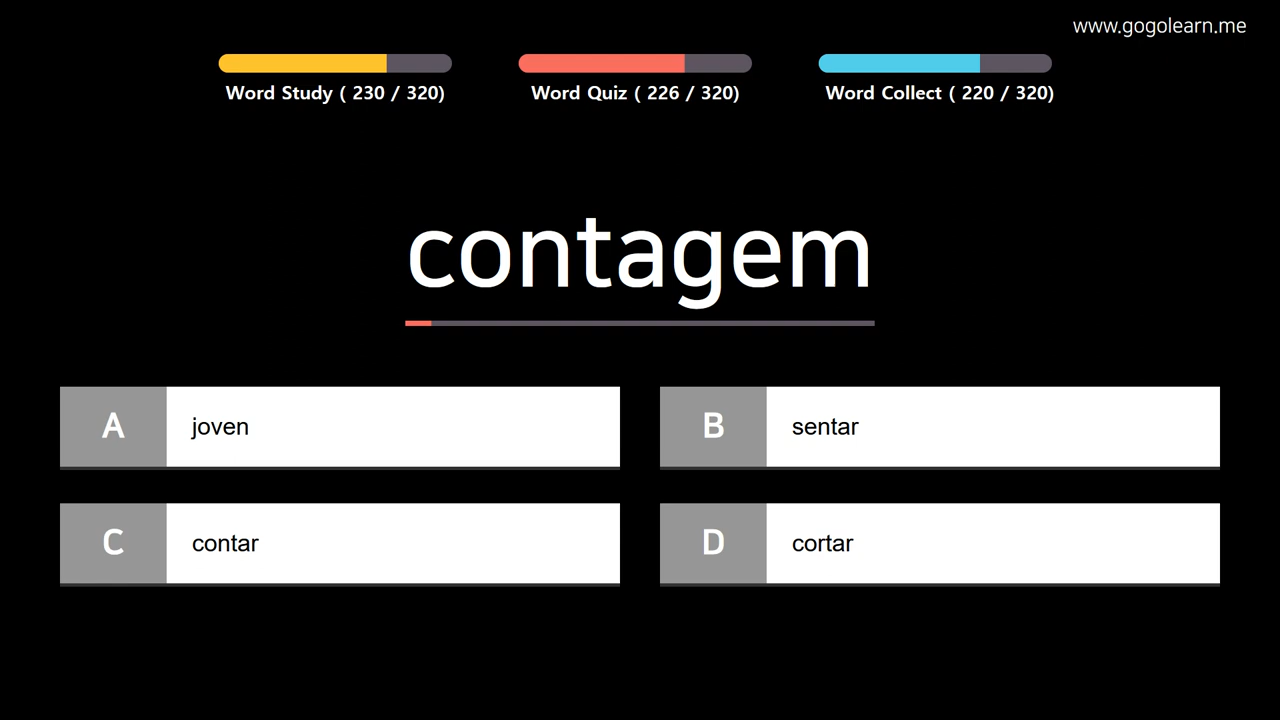 www.gogolearn.me
Word Study ( 230 / 320)
Word Quiz ( 226 / 320)
Word Collect ( 220 / 320)
contagem
A joven
B sentar
C contar
D cortar